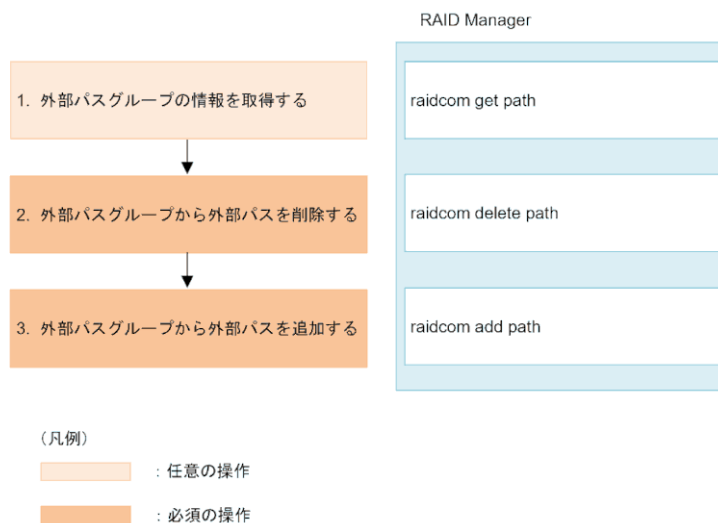 RAID Manager
1. 外部パスグループの情報を取得する
raidcom get path
2. 外部パスグループから外部パスを削除する
raidcom delete path
3. 外部パスグループから外部パスを追加する
raidcom add path
（凡例）
：任意の操作
：必須の操作